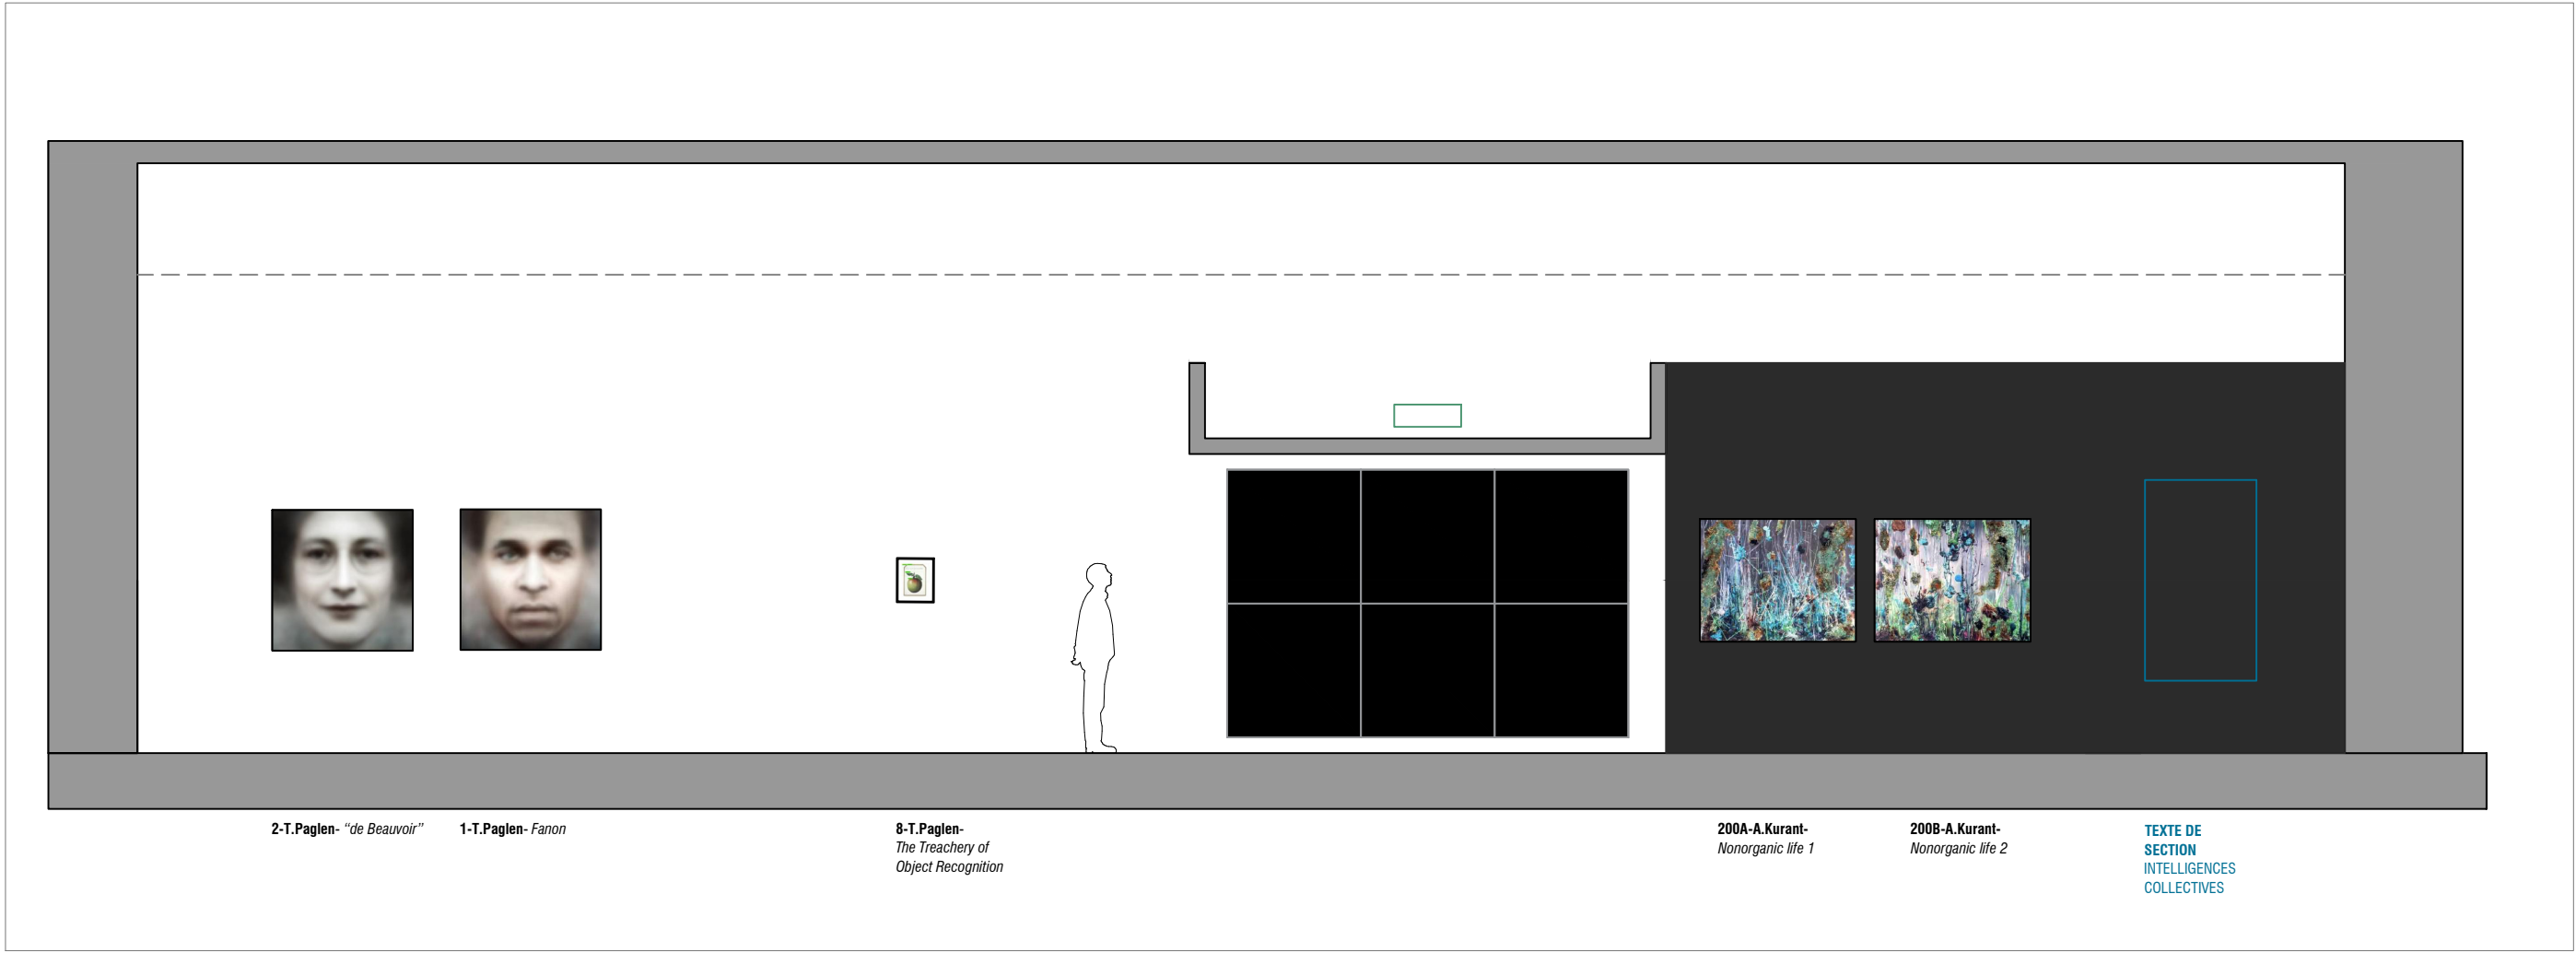 2-T.Paglen- “de Beauvoir”
1-T.Paglen- Fanon
8-T.Paglen-
The Treachery of
Object Recognition
200A-A.Kurant-
Nonorganic life 1
200B-A.Kurant-
Nonorganic life 2
TEXTE DE
SECTION
INTELLIGENCES
COLLECTIVES